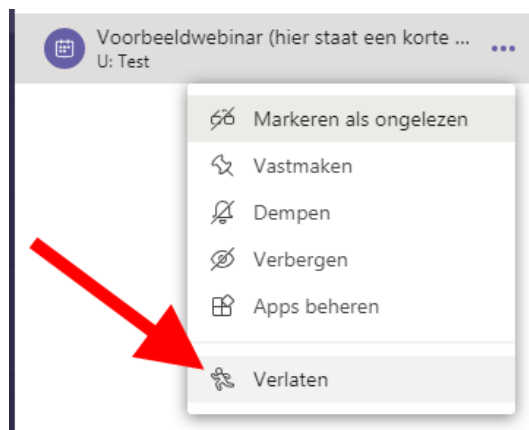 Voorbeeldwebinar (hier staat een korte ...
U: Test
Markeren als ongelezen
Vastmaken
Dempen
Verbergen
Apps beheren
Verlaten